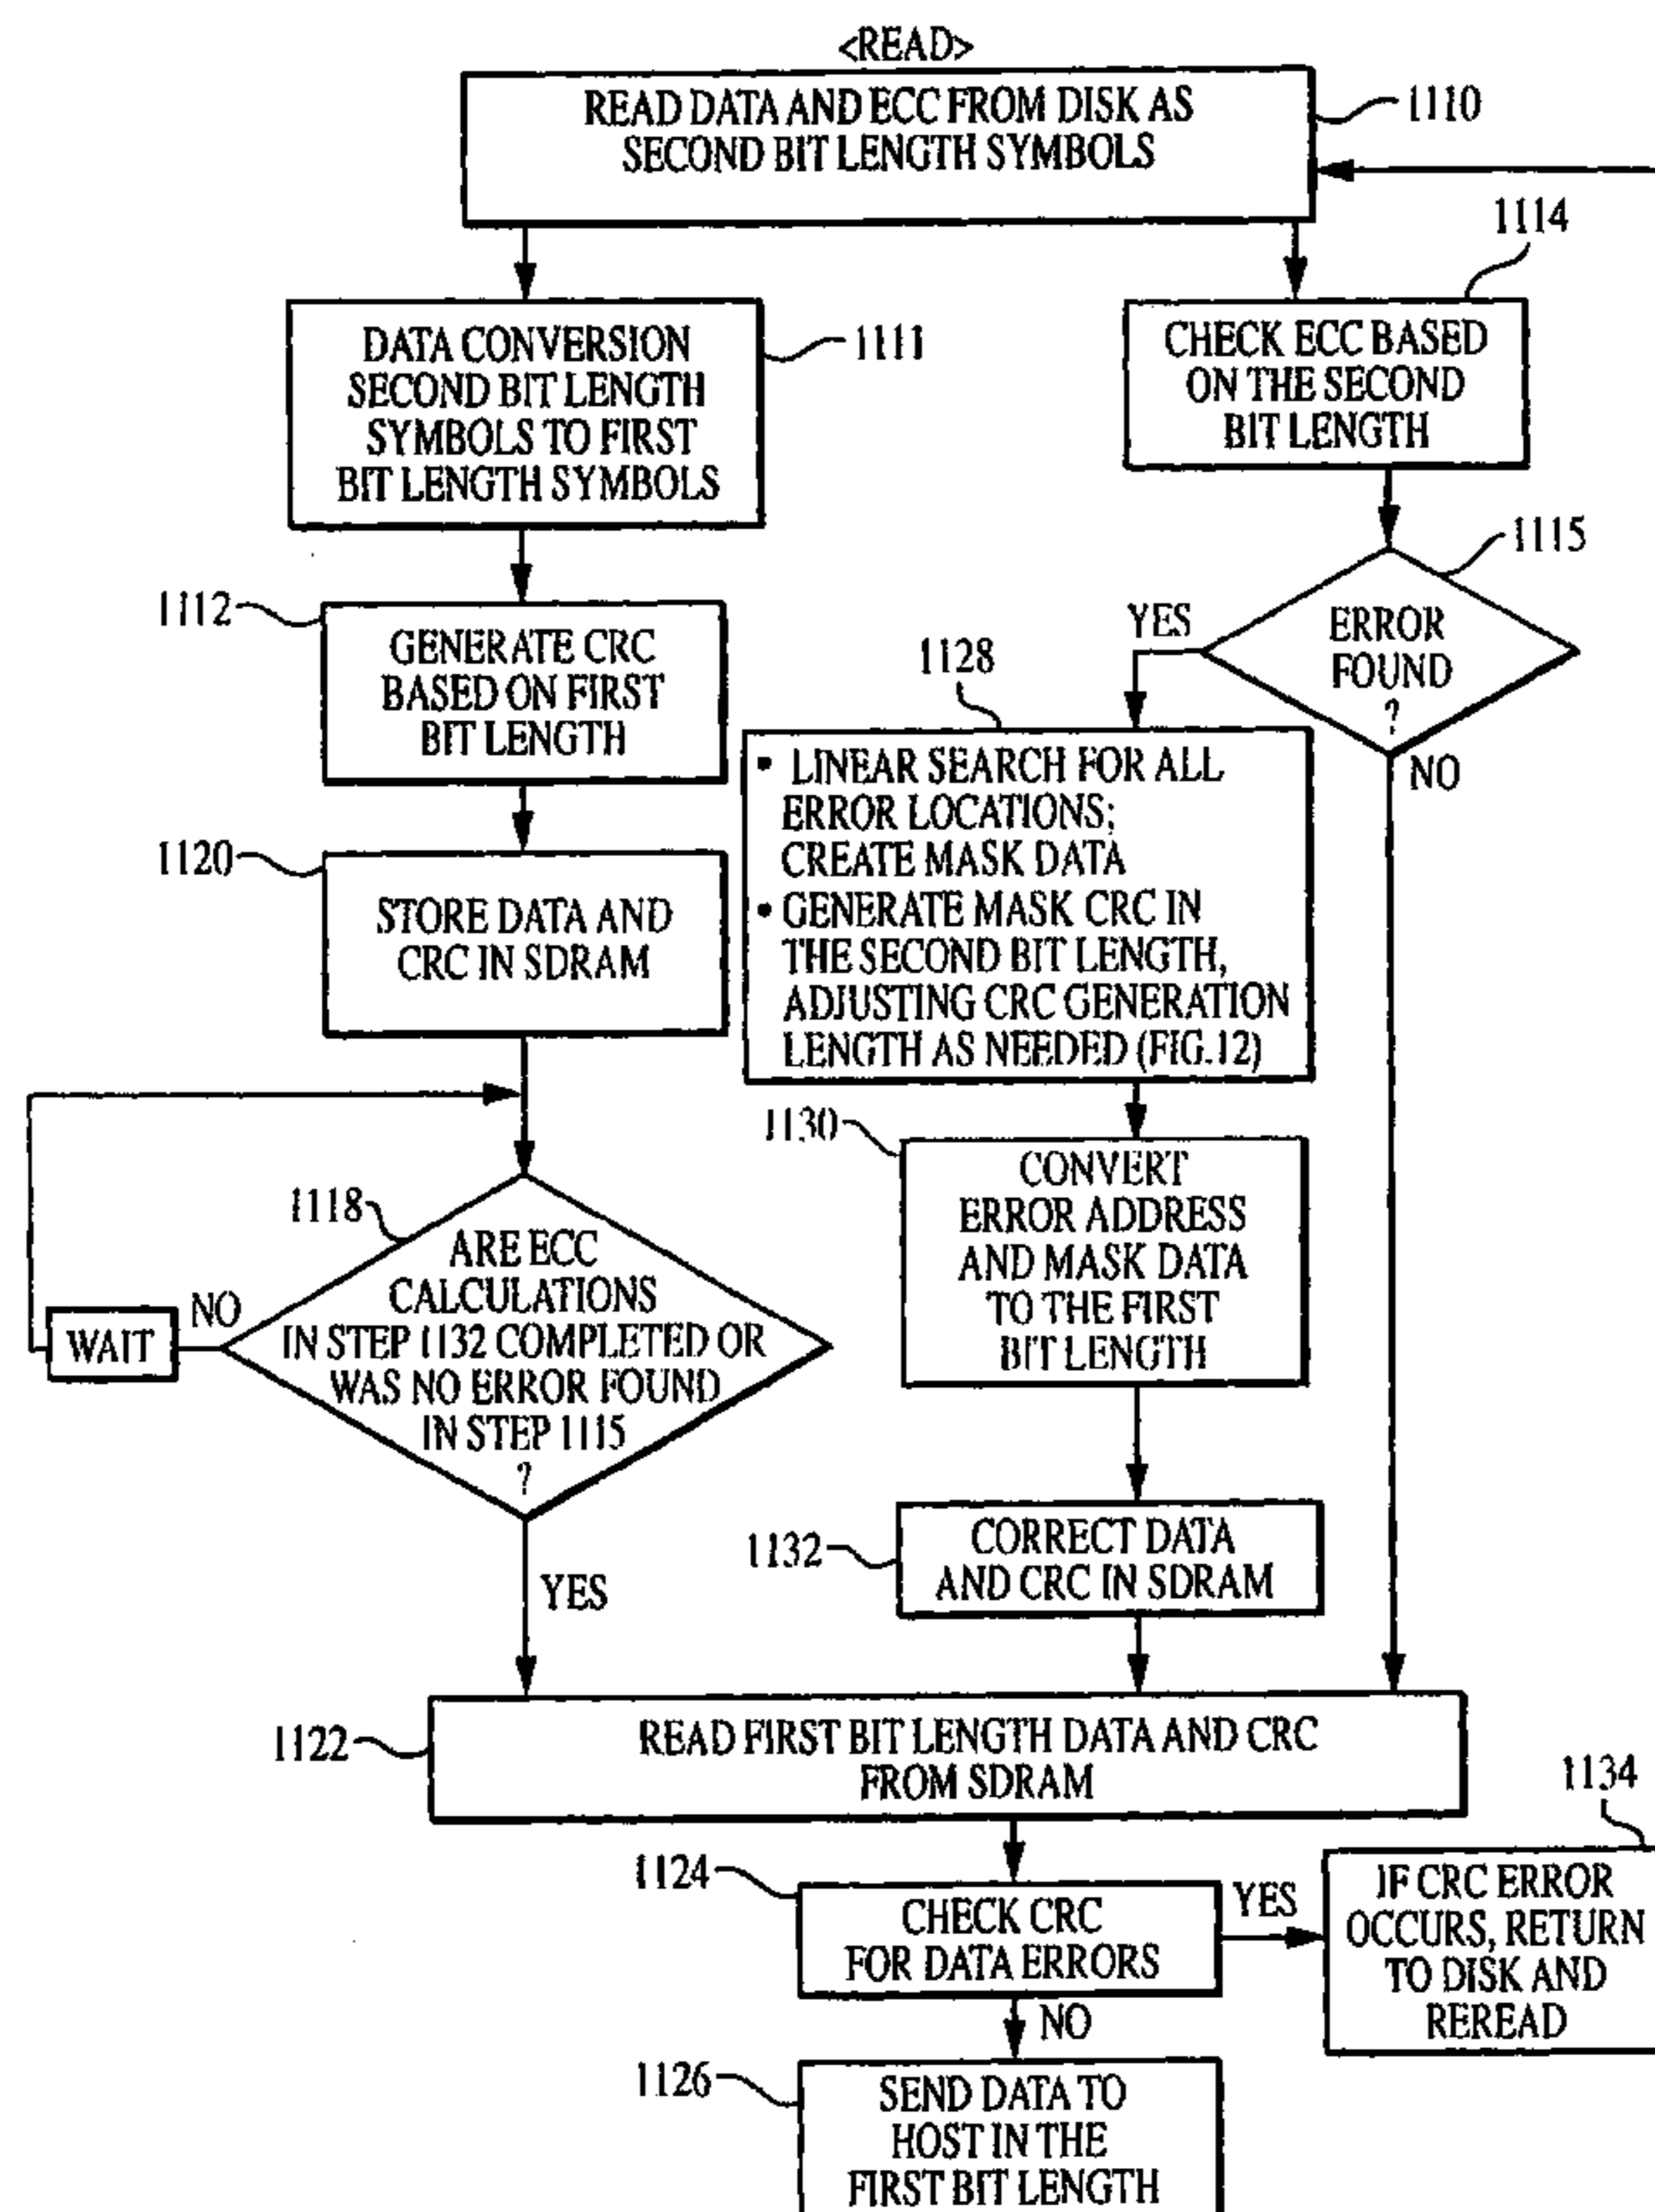 <READ>
READ DATA AND ECC FROM DISK AS
SECOND BIT LENGTH SYMBOLS
1110
1114
DATA CONVERSION
SECOND BIT LENGTH
SYMBOLS TO FIRST
BIT LENGTH SYMBOLS
1111
CHECK ECC BASED
ON THE SECOND
BIT LENGTH
1115
ERROR
FOUND
?
YES
NO
1112
GENERATE CRC
BASED ON FIRST
BIT LENGTH
1128
• LINEAR SEARCH FOR ALL
ERROR LOCATIONS;
CREATE MASK DATA
• GENERATE MASK CRC IN
THE SECOND BIT LENGTH,
ADJUSTING CRC GENERATION
LENGTH AS NEEDED (FIG.12)
1120
STORE DATA AND
CRC IN SDRAM
1130
CONVERT
ERROR ADDRESS
AND MASK DATA
TO THE FIRST
BIT LENGTH
1118
ARE ECC
CALCULATIONS
IN STEP 1132 COMPLETED OR
WAS NO ERROR FOUND
IN STEP 1115
?
NO
WAIT
YES
1132
CORRECT DATA
AND CRC IN SDRAM
1122
READ FIRST BIT LENGTH DATA AND CRC
FROM SDRAM
1134
1124
CHECK CRC
FOR DATA ERRORS
YES
IF CRC ERROR
OCCURS, RETURN
TO DISK AND
REREAD
NO
1126
SEND DATA TO
HOST IN THE
FIRST BIT LENGTH